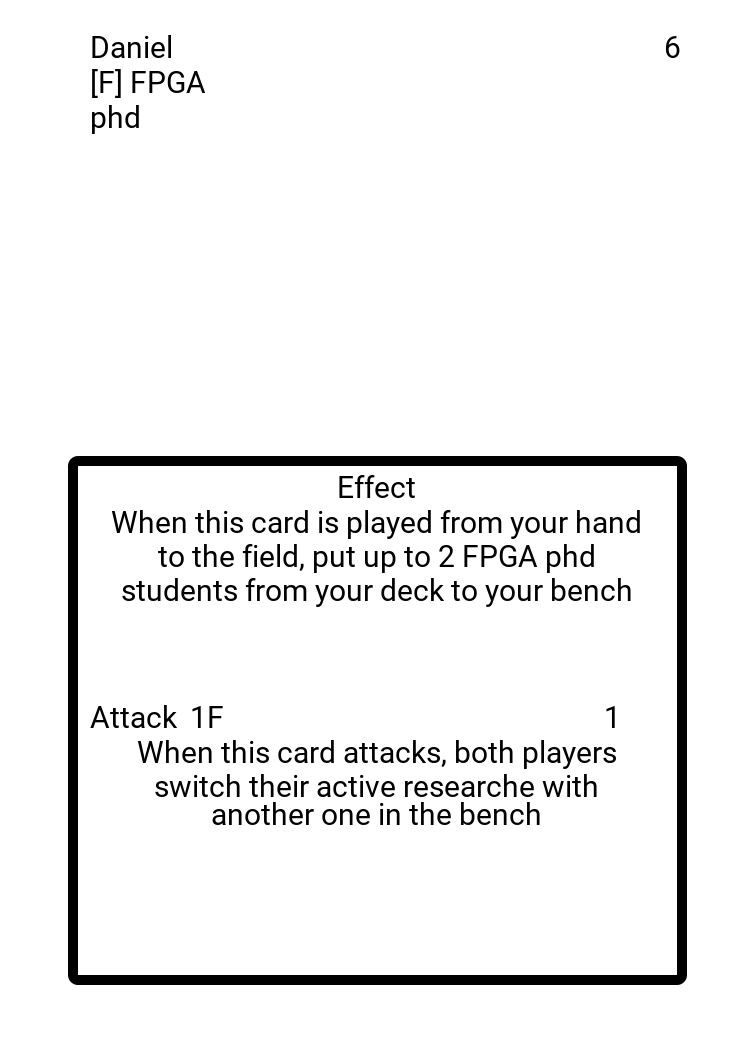 Daniel 6
[F] FPGA
phd
Effect
When this card is played from your hand
to the field, put up to 2 FPGA phd
students from your deck to your bench
Attack 1F 1
When this card attacks, both players
switch their active researche with
another one in the bench